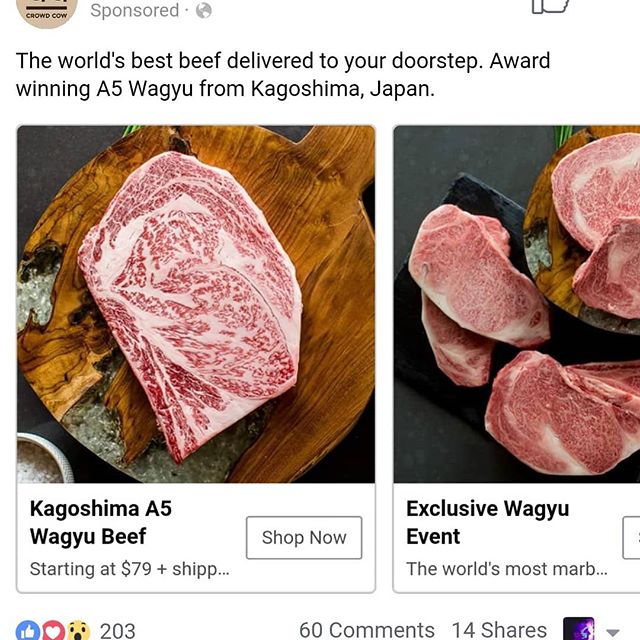 CROWD COW
Sponsored ·
The world's best beef delivered to your doorstep. Award
winning A5 Wagyu from Kagoshima, Japan.
Kagoshima A5
Wagyu Beef
Shop Now
Starting at $79 + shipp...
Exclusive Wagyu
Event
The world's most marb...
203
60 Comments
14 Shares